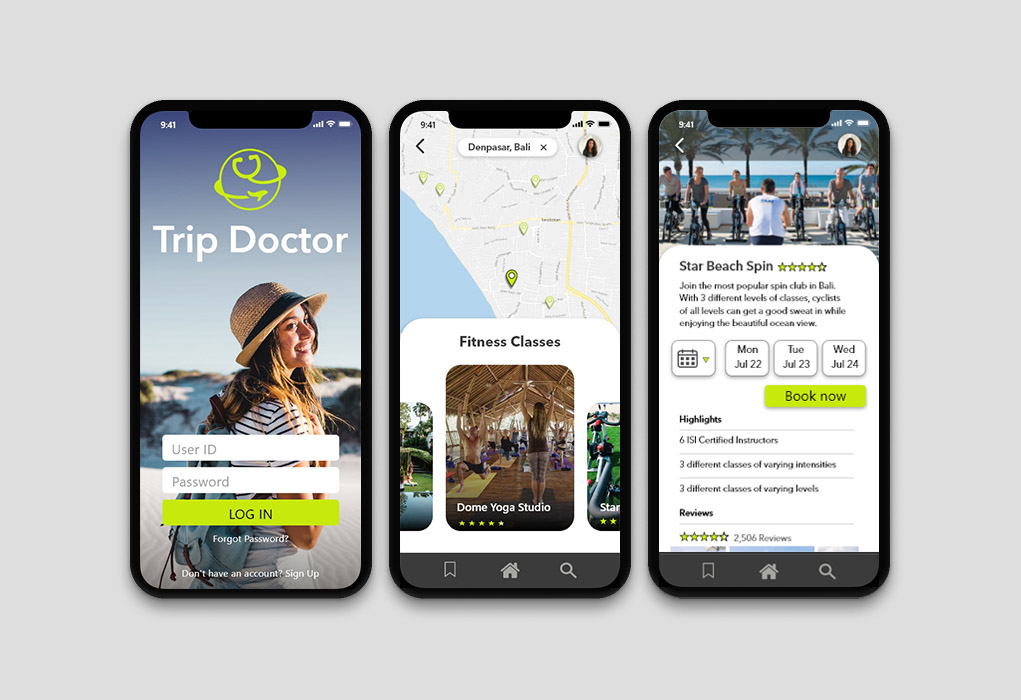 9:41
Trip Doctor
User ID
Password
LOG IN
Forgot Password?
Don't have an account? Sign Up
9:41
Denpasar, Bali ×
Fitness Classes
Dome Yoga Studio
Star
9:41
Star Beach Spin
Join the most popular spin club in Bali.
With 3 different levels of classes, cyclists
of all levels can get a good sweat in while
enjoying the beautiful ocean view.
Mon
Jul 22
Tue
Jul 23
Wed
Jul 24
Book now
Highlights
6 ISI Certified Instructors
3 different classes of varying intensities
3 different classes of varying levels
Reviews
2,506 Reviews